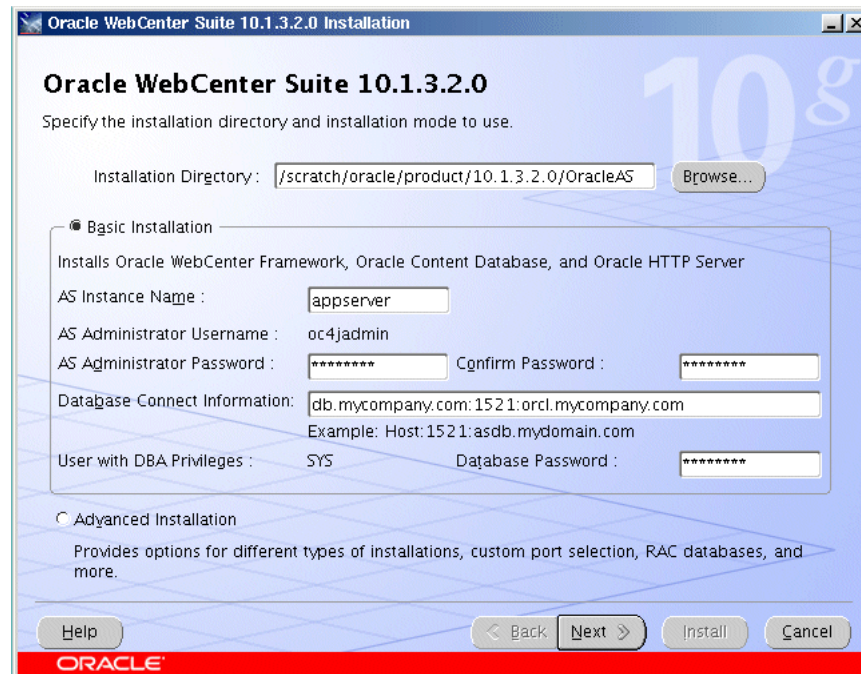 Oracle WebCenter Suite 10.1.3.2.0 Installation
10g
Oracle WebCenter Suite 10.1.3.2.0
Specify the installation directory and installation mode to use.
Installation Directory : /scratch/oracle/product/10.1.3.2.0/OracleAS Browse...
Basic Installation
Installs Oracle WebCenter Framework, Oracle Content Database, and Oracle HTTP Server
AS Instance Name : appserver
AS Administrator Username : oc4jadmin
AS Administrator Password : ******** Confirm Password : ********
Database Connect Information: db.mycompany.com:1521:orcl.mycompany.com
Example: Host:1521:asdb.mydomain.com
User with DBA Privileges : SYS Database Password : ********
Advanced Installation
Provides options for different types of installations, custom port selection, RAC databases, and
more.
Help Back Next Install Cancel
ORACLE